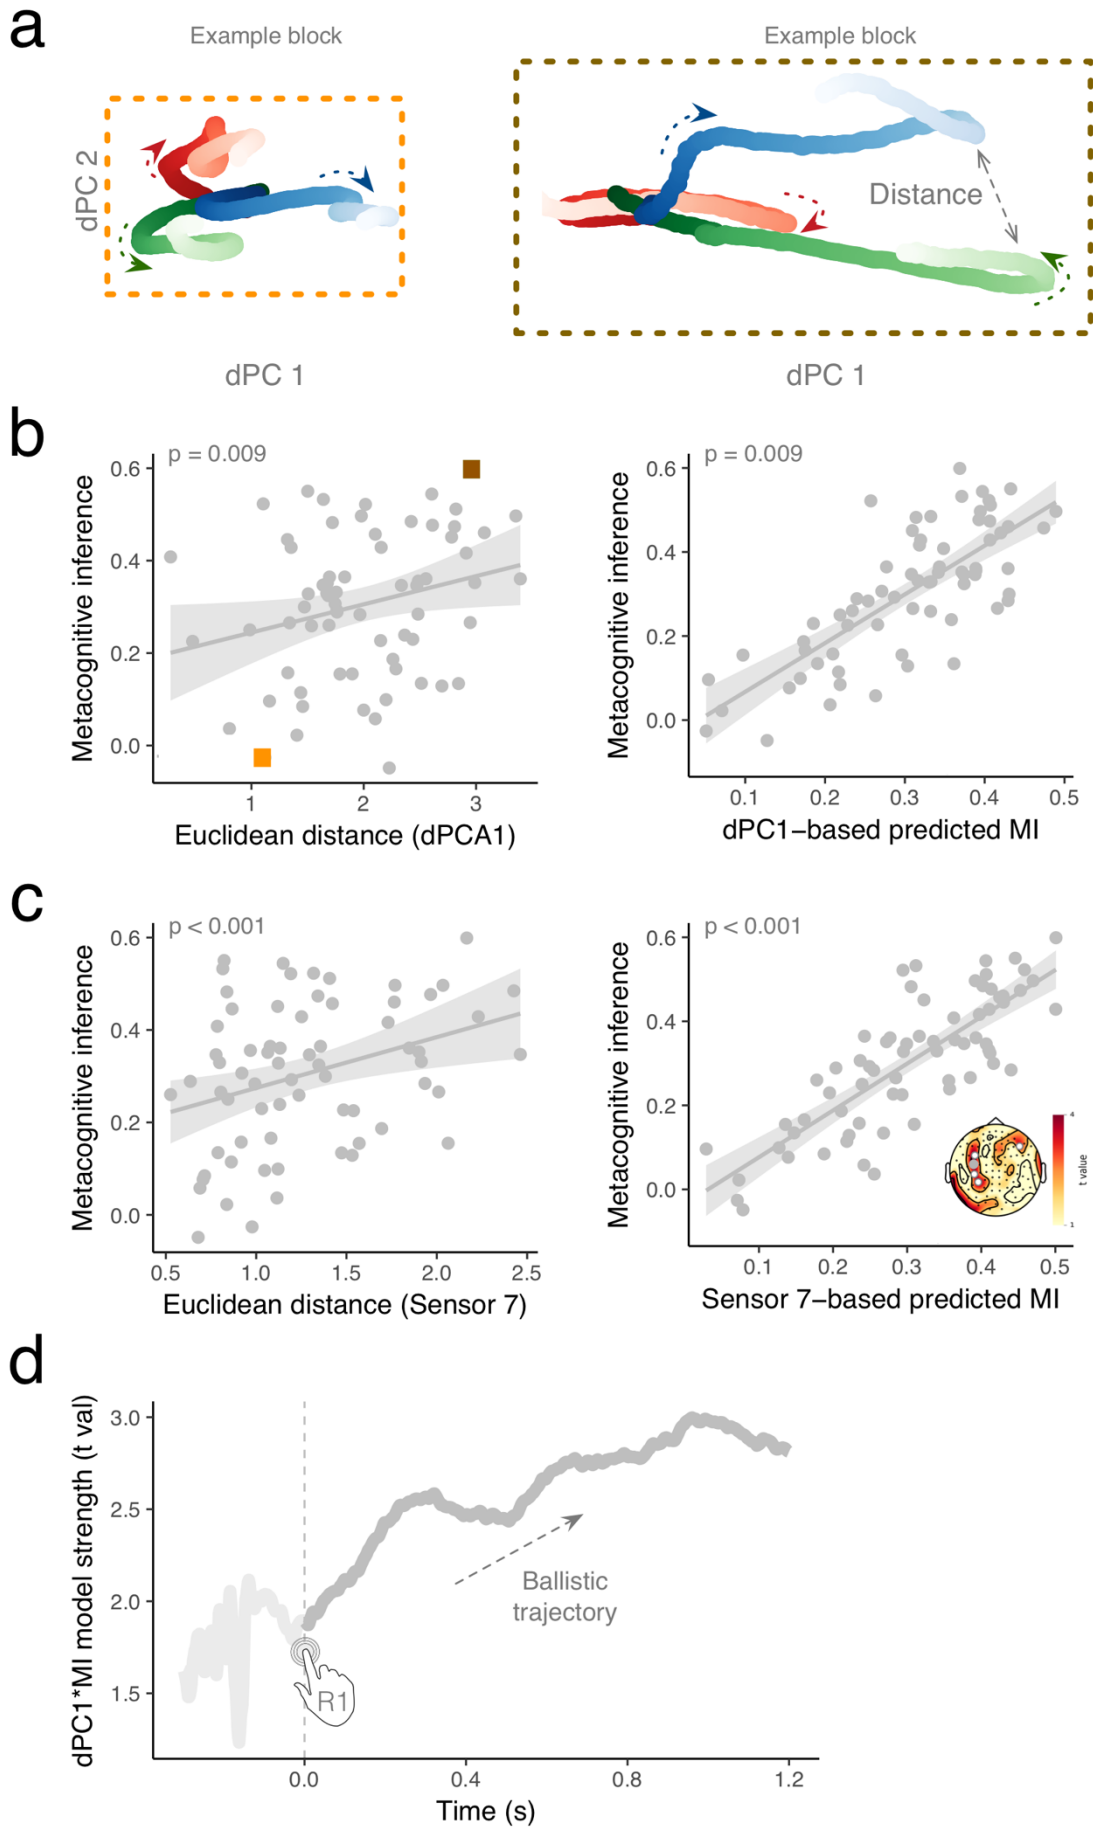 a
Example block
Example block
dPC 2
Distance
dPC 1
dPC 1
b
p = 0.009
Metacognitive inference
0.6
0.4
0.2
0.0
1
2
3
Euclidean distance (dPCA1)
p = 0.009
Metacognitive inference
0.6
0.4
0.2
0.0
0.1
0.2
0.3
0.4
0.5
dPC1−based predicted MI
c
p < 0.001
Metacognitive inference
0.6
0.4
0.2
0.0
0.5
1.0
1.5
2.0
2.5
Euclidean distance (Sensor 7)
p < 0.001
Metacognitive inference
0.6
0.4
0.2
0.0
4
t value
1
0.1
0.2
0.3
0.4
0.5
Sensor 7−based predicted MI
d
dPC1*MI model strength (t val)
3.0
2.5
2.0
1.5
Ballistic
trajectory
R1
0.0
0.4
0.8
1.2
Time (s)